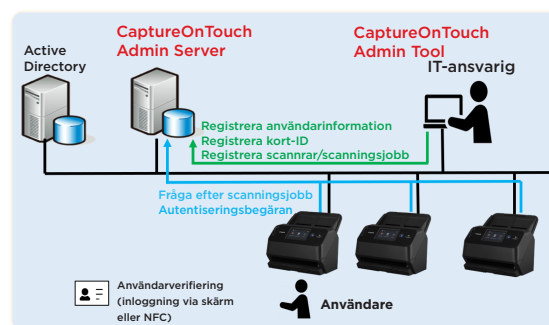 Active
Directory
CaptureOnTouch
Admin Server
CaptureOnTouch
Admin Tool
IT-ansvarig
Registrera användarinformation
Registrera kort-ID
Registrera scannrar/scanningsjobb
Fråga efter scanningsjobb
Autentiseringsbegäran
Användarverifiering
(inloggning via skärm
eller NFC)
Användare